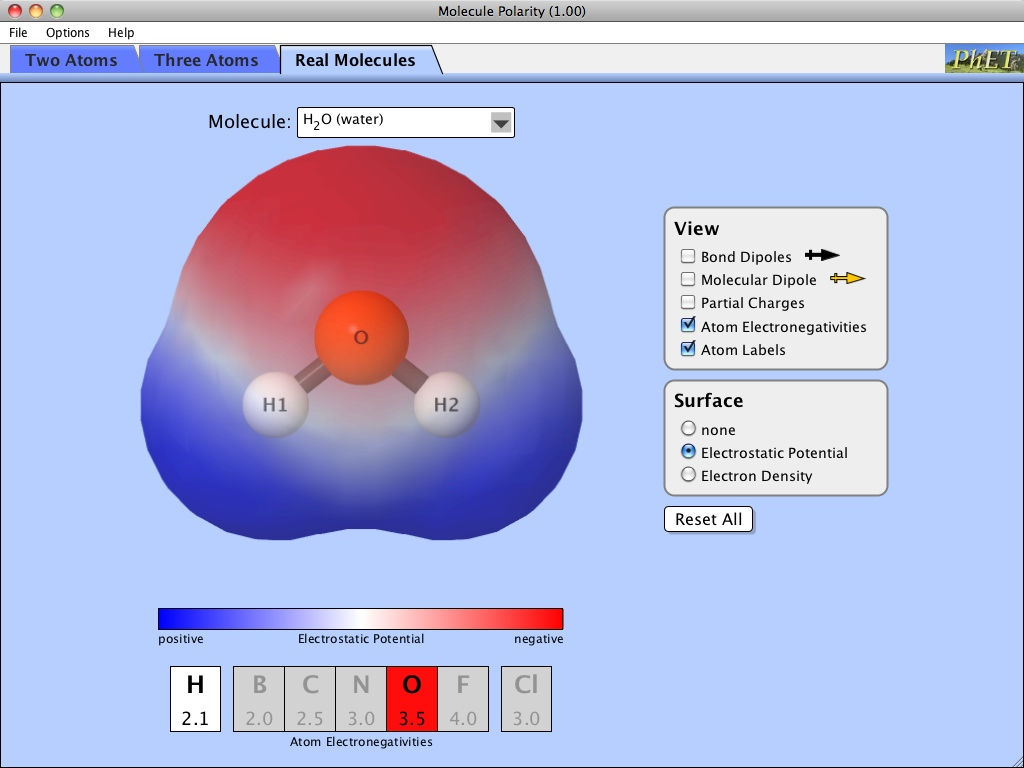 Molecule Polarity (1.00)
File Options Help
Two Atoms Three Atoms Real Molecules PhET
Molecule: H₂O (water)
O
H1 H2
View
Bond Dipoles
Molecular Dipole
Partial Charges
Atom Electronegativities
Atom Labels
Surface
none
Electrostatic Potential
Electron Density
Reset All
positive Electrostatic Potential negative
H B C N O F Cl
2.1 2.0 2.5 3.0 3.5 4.0 3.0
Atom Electronegativities